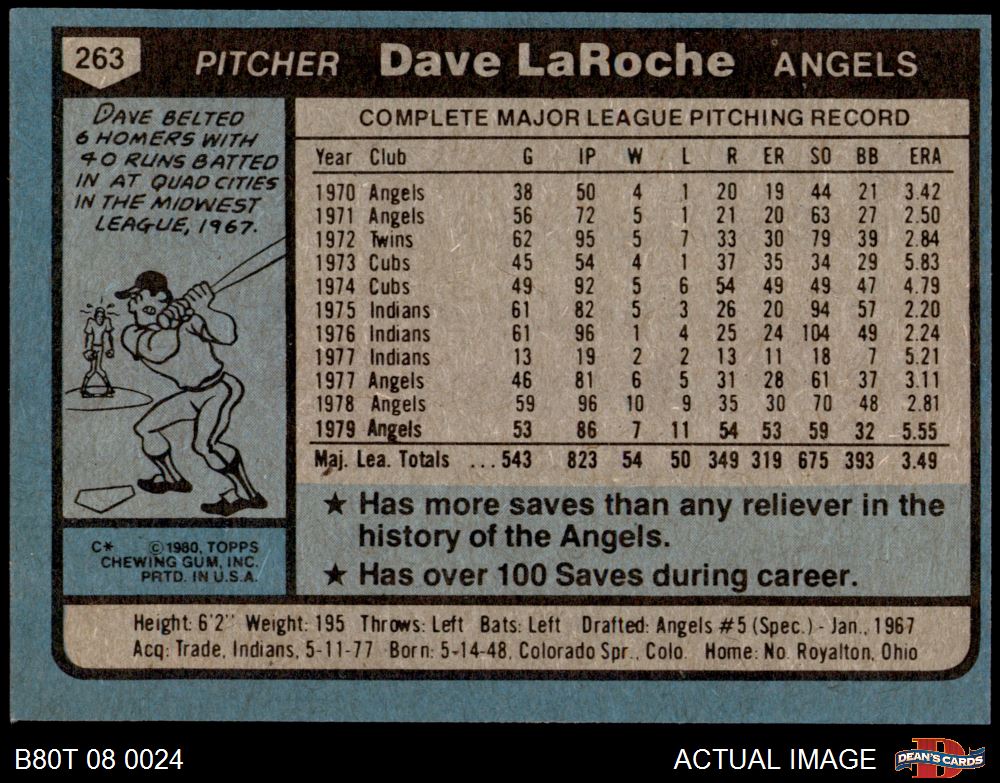 263 PITCHER Dave LaRoche ANGELS
DAVE BELTED
6 HOMERS WITH
40 RUNS BATTED
IN AT QUAD CITIES
IN THE MIDWEST
LEAGUE, 1967.
C* ©1980, TOPPS
CHEWING GUM, INC.
PRTD. IN U.S.A.
COMPLETE MAJOR LEAGUE PITCHING RECORD
Year Club G IP W L R ER SO BB ERA
1970 Angels 38 50 4 1 20 19 44 21 3.42
1971 Angels 56 72 5 1 21 20 63 27 2.50
1972 Twins 62 95 5 7 33 30 79 39 2.84
1973 Cubs 45 54 4 1 37 35 34 29 5.83
1974 Cubs 49 92 5 6 54 49 49 47 4.79
1975 Indians 61 82 5 3 26 20 94 57 2.20
1976 Indians 61 96 1 4 25 24 104 49 2.24
1977 Indians 13 19 2 2 13 11 18 7 5.21
1977 Angels 46 81 6 5 31 28 61 37 3.11
1978 Angels 59 96 10 9 35 30 70 48 2.81
1979 Angels 53 86 7 11 54 53 59 32 5.55
Maj. Lea. Totals ...543 823 54 50 349 319 675 393 3.49
★ Has more saves than any reliever in the
history of the Angels.
★ Has over 100 Saves during career.
Height: 6'2" Weight: 195 Throws: Left Bats: Left Drafted: Angels #5 (Spec.) - Jan., 1967
Acq: Trade, Indians, 5-11-77 Born: 5-14-48, Colorado Spr., Colo. Home: No. Royalton, Ohio
B80T 08 0024 ACTUAL IMAGE DEAN'S CARDS